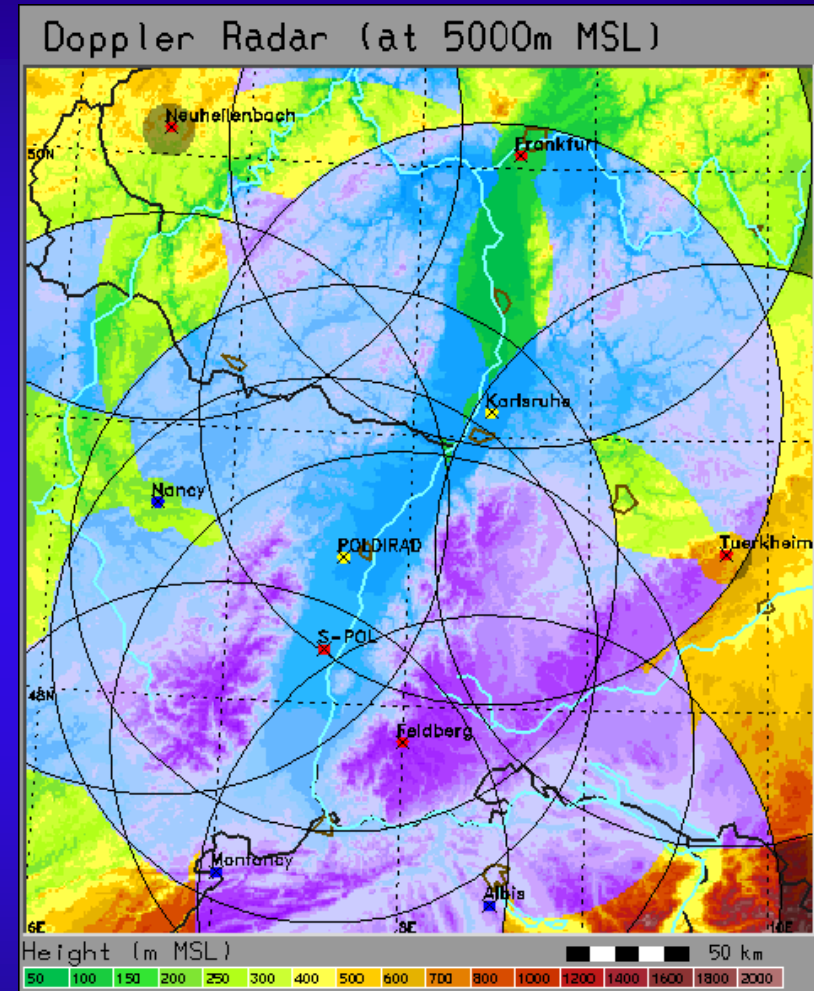 Doppler Radar (at 5000m MSL)
Neuheilenbach
50N
Frankfurt
Karlsruhe
Nancy
POLDIRAD
Tuerkheim
S-POL
48N
Feldberg
Montancy
Albis
6E
8E
10E
Height (m MSL)
50 km
50 100 150 200 250 300 400 500 600 700 800 1000 1200 1400 1600 1800 2000